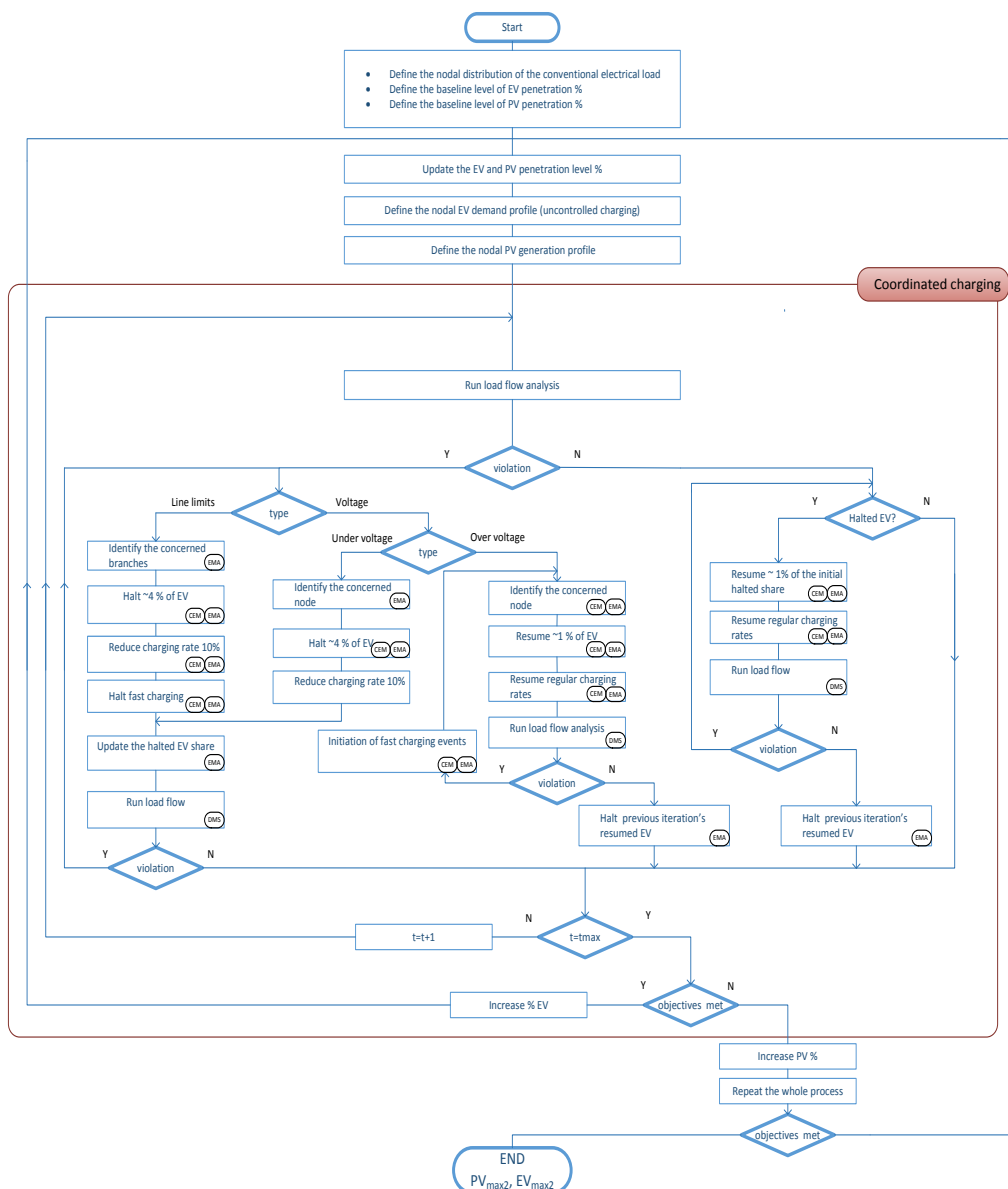 Start
• Define the nodal distribution of the conventional electrical load
• Define the baseline level of EV penetration %
• Define the baseline level of PV penetration %
Update the EV and PV penetration level %
Define the nodal EV demand profile (uncontrolled charging)
Define the nodal PV generation profile
Coordinated charging
Run load flow analysis
Y
violation
N
Line limits
type
Voltage
Y
Halted EV?
N
Under voltage
type
Over voltage
Identify the concerned
branches
EMA
Halt ~4 % of EV
CEM EMA
Reduce charging rate 10%
CEM EMA
Halt fast charging
CEM EMA
Update the halted EV share
EMA
Run load flow
DMS
Y
violation
N
Identify the concerned
node
EMA
Halt ~4 % of EV
CEM EMA
Reduce charging rate 10%
Initiation of fast charging events
CEM EMA
Identify the concerned
node
CEM EMA
Resume ~1 % of EV
CEM EMA
Resume regular charging
rates
CEM EMA
Run load flow analysis
DMS
Y
violation
N
Halt previous iteration's
resumed EV
EMA
Resume ~ 1% of the initial
halted share
CEM EMA
Resume regular charging
rates
CEM EMA
Run load flow
DMS
Y
violation
N
Halt previous iteration's
resumed EV
EMA
t=t+1
N
t=tmax
Y
Increase % EV
Y
objectives met
N
Increase PV %
Repeat the whole process
objectives met
END
PVmax2, EVmax2